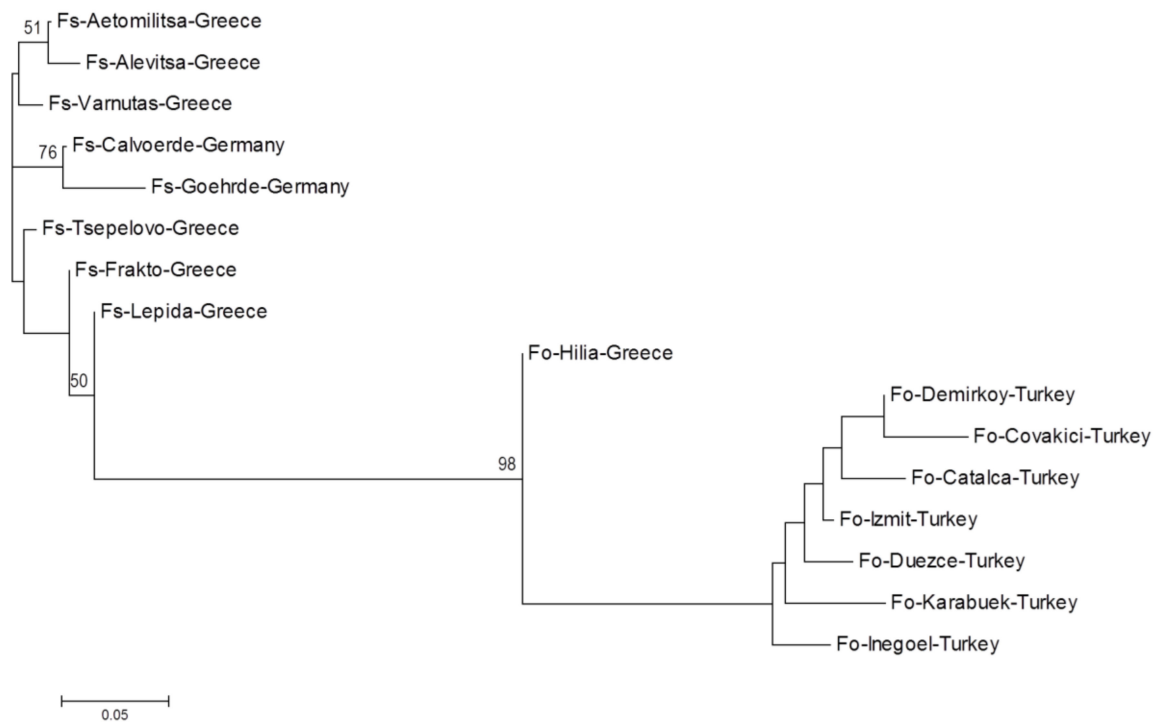 51
Fs-Aetomilitsa-Greece
Fs-Alevitsa-Greece
Fs-Varnutas-Greece
76
Fs-Calvoerde-Germany
Fs-Goehrde-Germany
Fs-Tsepelovo-Greece
Fs-Frakto-Greece
Fs-Lepida-Greece
Fo-Hilia-Greece
50
Fo-Demirkoy-Turkey
Fo-Covakici-Turkey
98
Fo-Catalca-Turkey
Fo-Izmit-Turkey
Fo-Duezce-Turkey
Fo-Karabuek-Turkey
Fo-Inegoel-Turkey
0.05